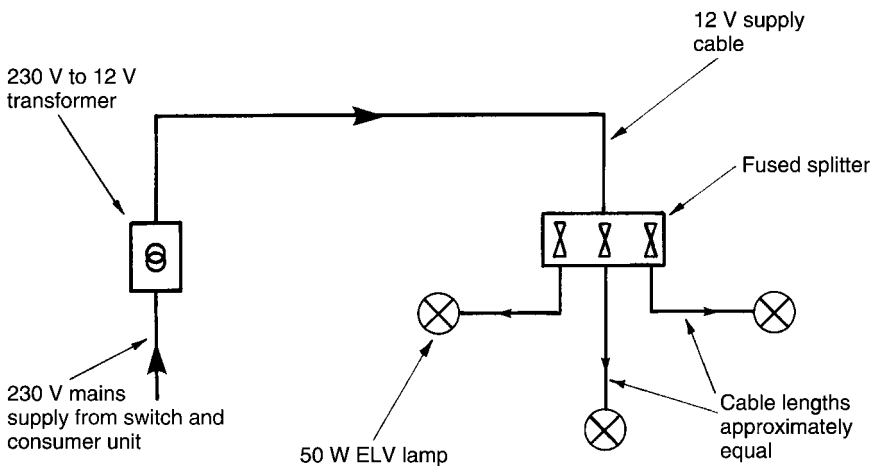 12 V supply
cable
230 V to 12 V
transformer
Fused splitter
230 V mains
supply from switch and
consumer unit
50 W ELV lamp
Cable lengths
approximately
equal